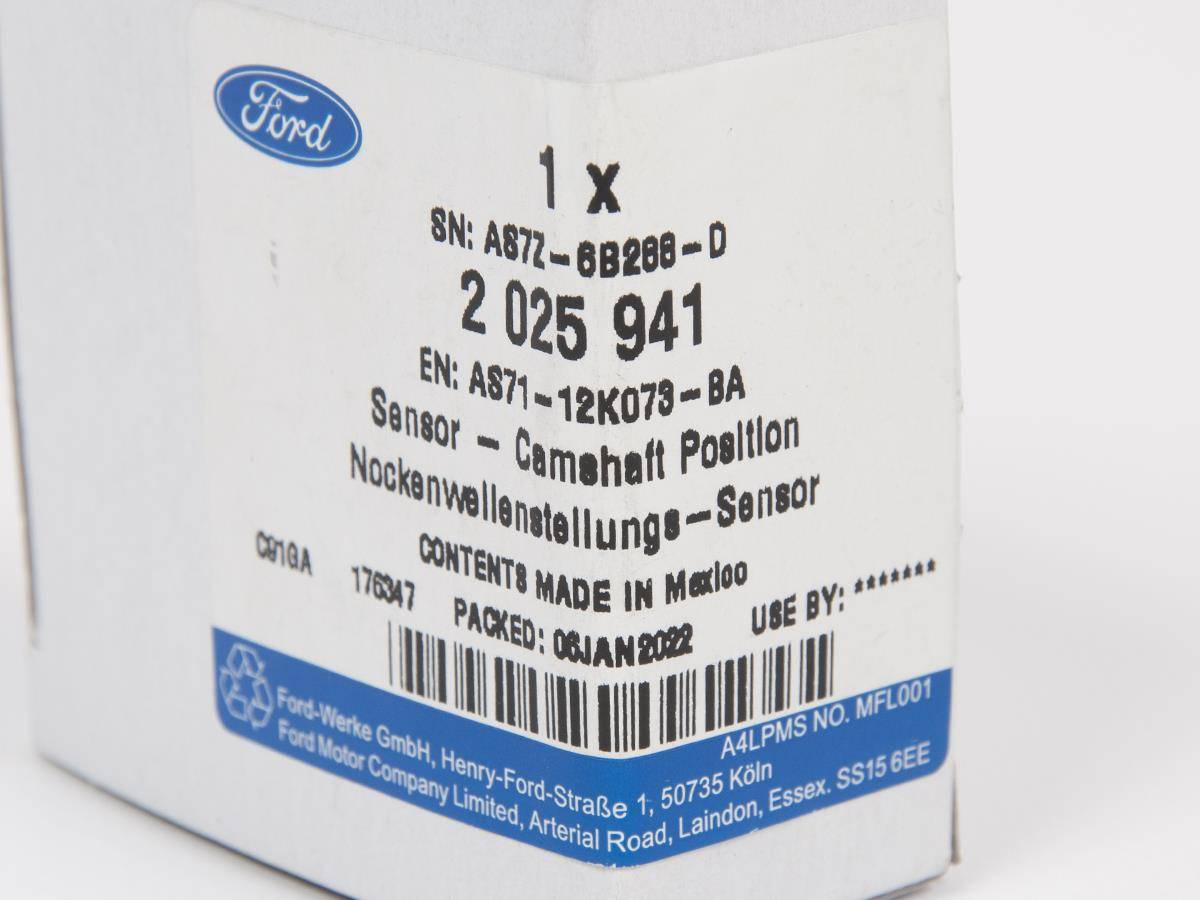 Ford
1 x
SN: AS7Z-6B288-D
2 025 941
EN: AS71-12K073-BA
Sensor - Camshaft Position
Nockenwellenstellungs-Sensor
CONTENTS MADE IN Mexico
C91GA 176347 PACKED: 06JAN2022 USE BY: *******
A4LPMS NO. MFL001
Ford-Werke GmbH, Henry-Ford-Straße 1, 50735 Köln
Ford Motor Company Limited, Arterial Road, Laindon, Essex. SS15 6EE